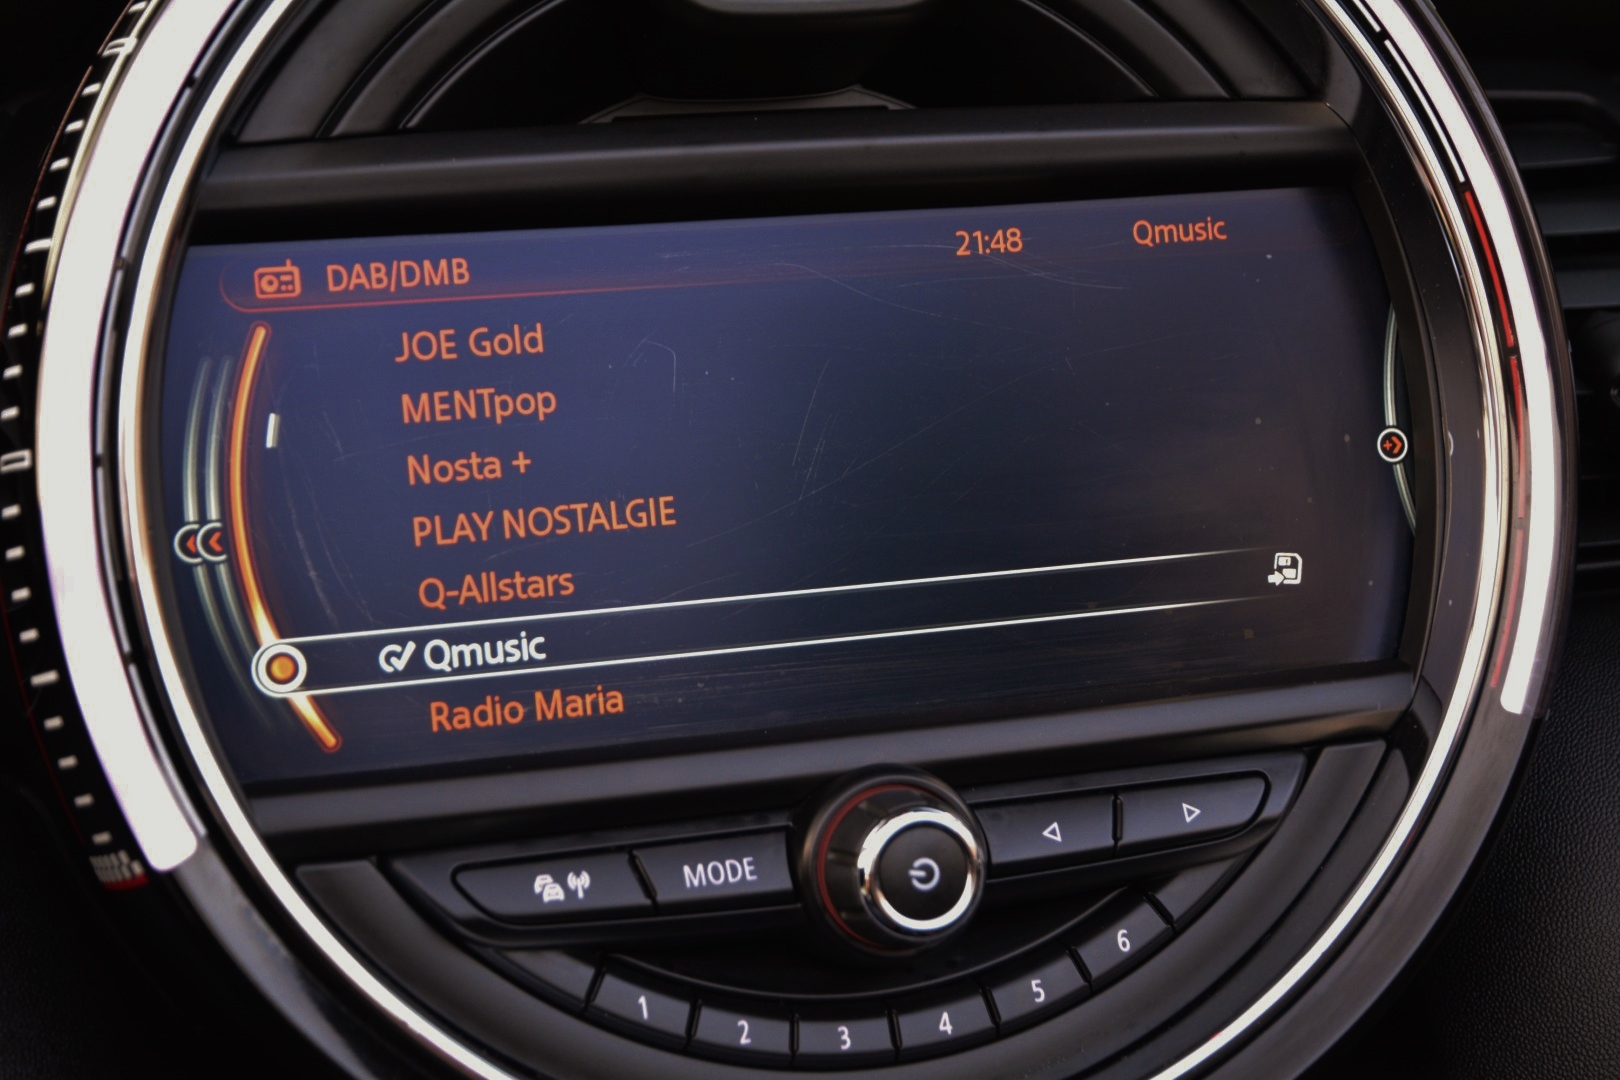 DAB/DMB 21:48 Qmusic
JOE Gold
MENTpop
Nosta +
PLAY NOSTALGIE
Q-Allstars
Qmusic
Radio Maria
MODE
1 2 3 4 5 6